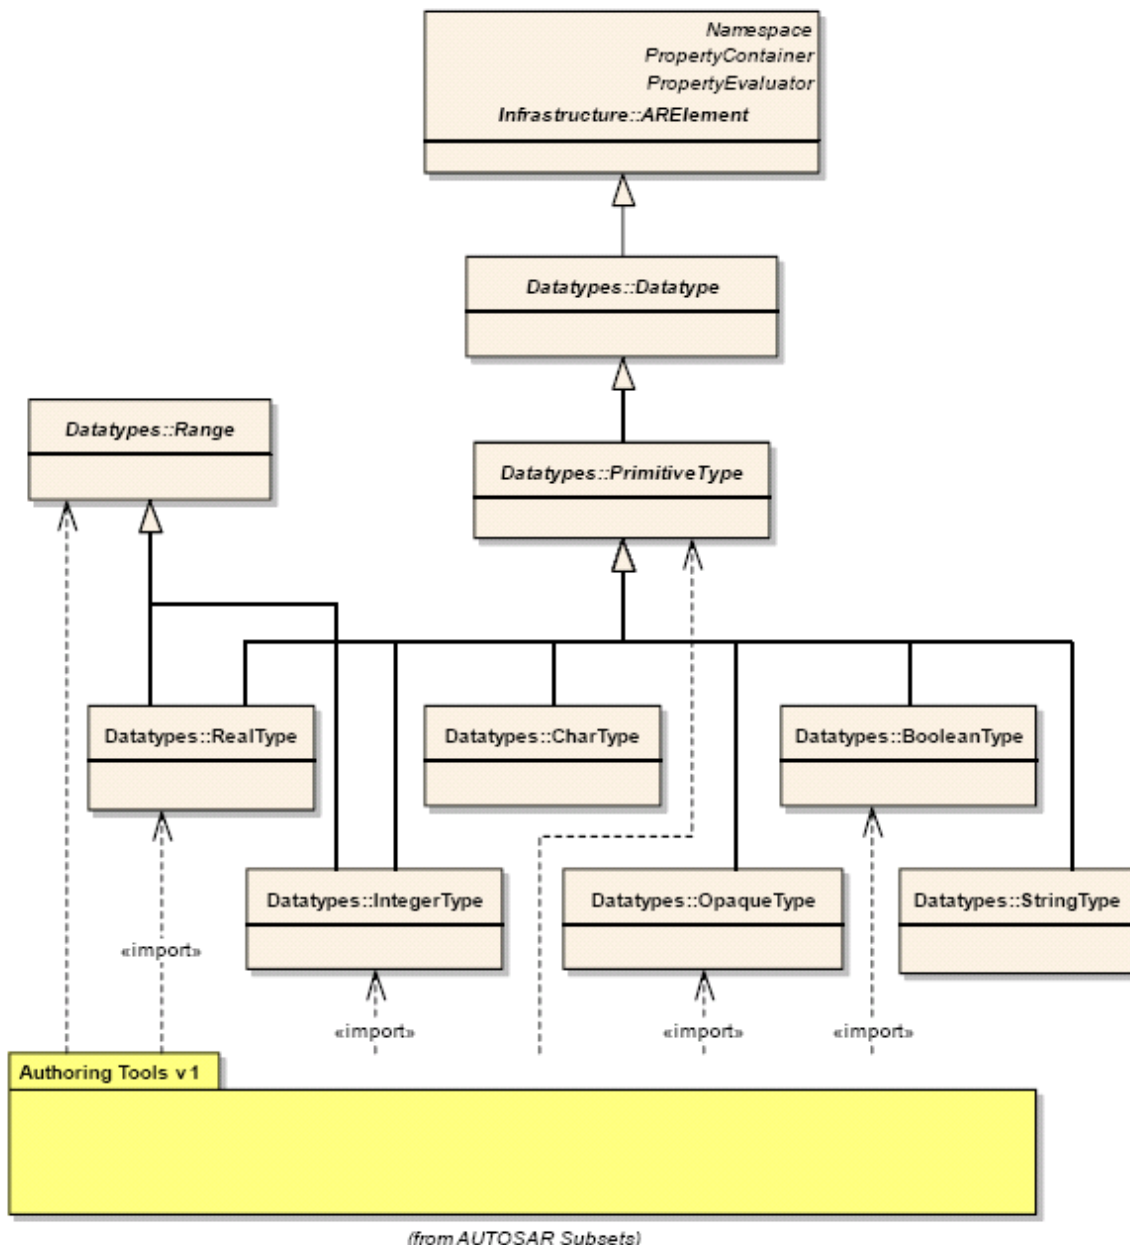 Namespace
PropertyContainer
PropertyEvaluator
Infrastructure::ARElement
Datatypes::Datatype
Datatypes::Range
Datatypes::PrimitiveType
Datatypes::RealType
Datatypes::CharType
Datatypes::BooleanType
Datatypes::IntegerType
Datatypes::OpaqueType
Datatypes::StringType
«import»
«import»
«import»
«import»
Authoring Tools v1
(from AUTOSAR Subsets)